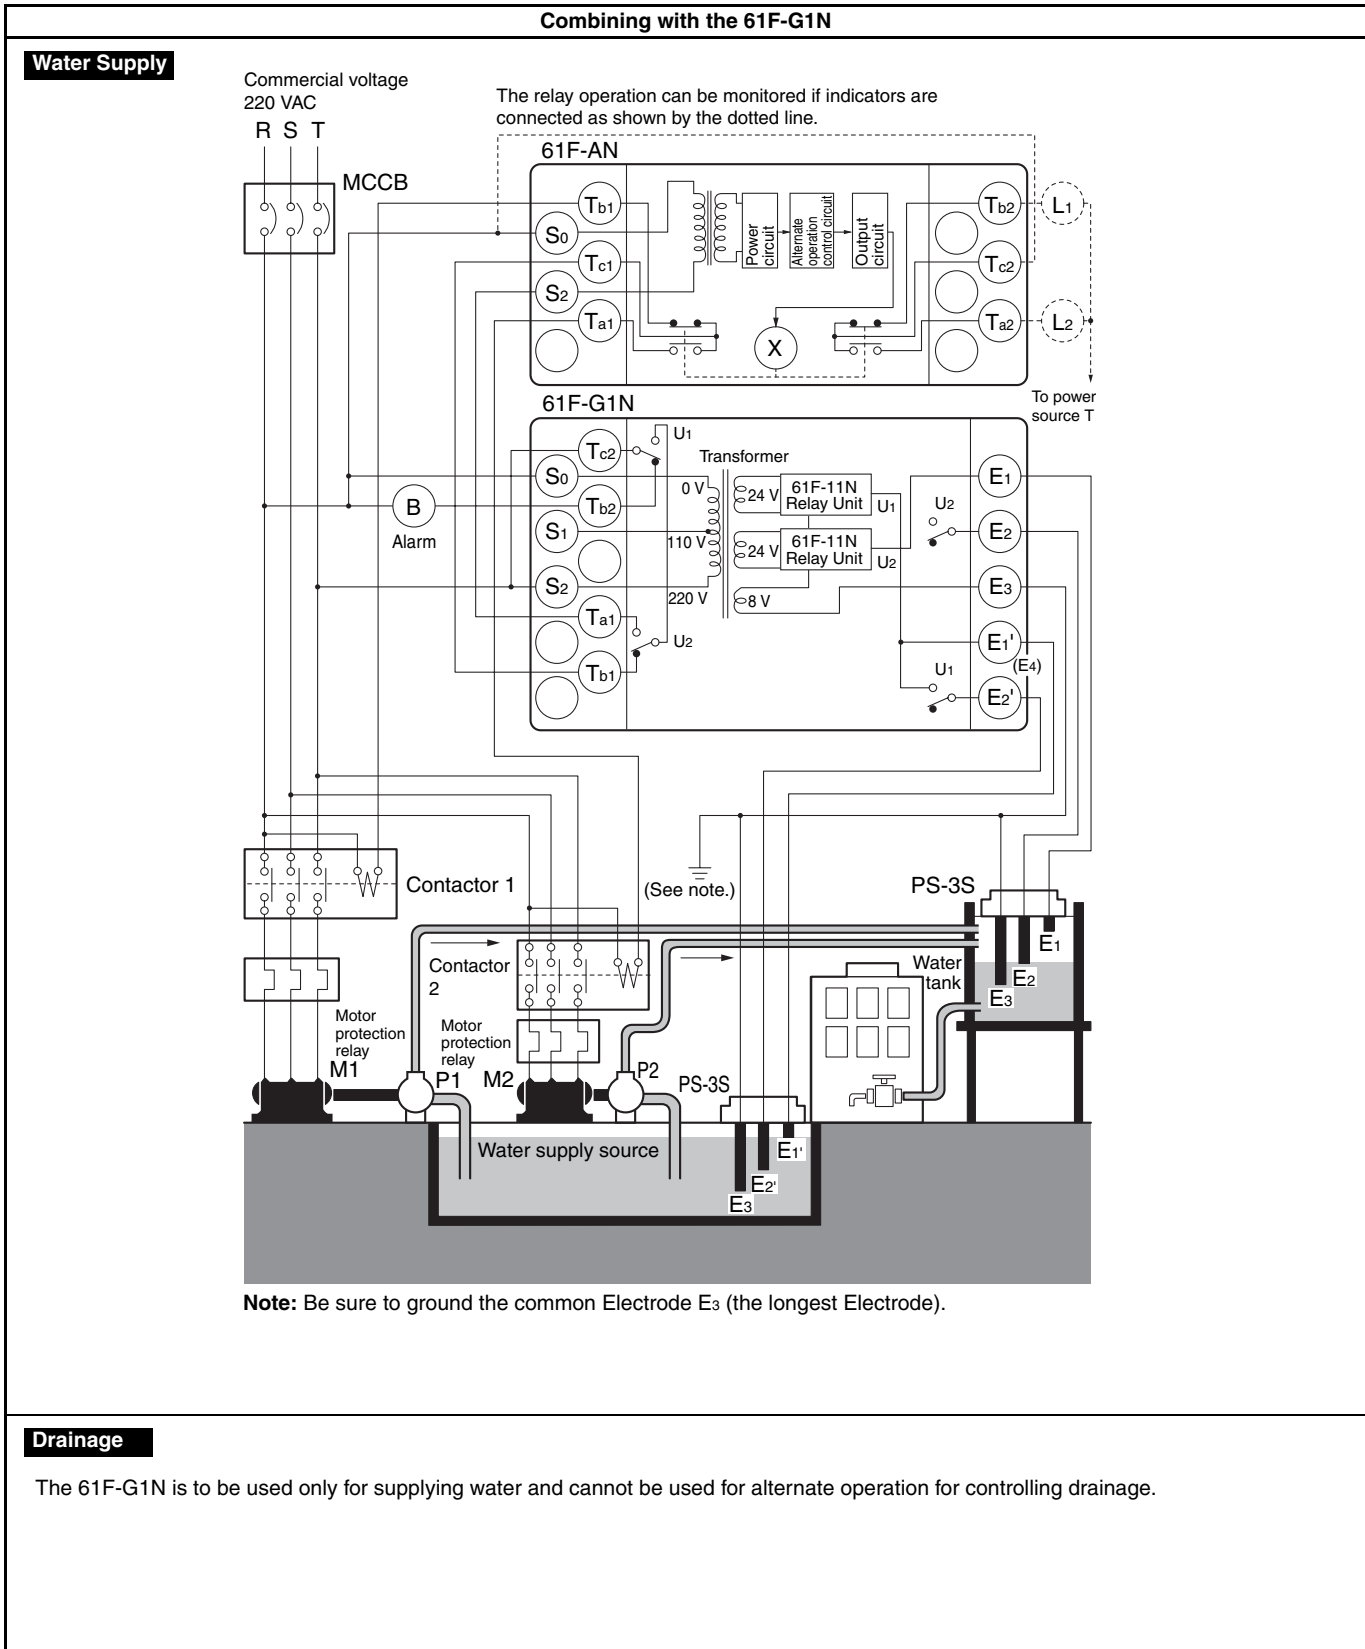 Combining with the 61F-G1N
Water Supply
Commercial voltage
220 VAC
R S T
MCCB
The relay operation can be monitored if indicators are
connected as shown by the dotted line.
61F-AN
Tb1
S0
Tc1
S2
Ta1
Power
circuit
Alternate
operation
control circuit
Output
circuit
X
Tb2
Tc2
Ta2
L1
L2
To power
source T
61F-G1N
Tc2
S0
Tb2
S1
S2
Ta1
Tb1
B
Alarm
U1
U2
Transformer
0 V
110 V
220 V
24 V
61F-11N
Relay Unit
U1
24 V
61F-11N
Relay Unit
U2
8 V
U2
U1
E1
E2
E3
E1'
(E4)
E2'
Contactor 1
(See note.)
PS-3S
Contactor
2
Water
tank
E1
E2
E3
Motor
protection
relay
M1
P1
Motor
protection
relay
M2
P2
PS-3S
Water supply source
E1'
E2'
E3
Note: Be sure to ground the common Electrode E3 (the longest Electrode).
Drainage
The 61F-G1N is to be used only for supplying water and cannot be used for alternate operation for controlling drainage.